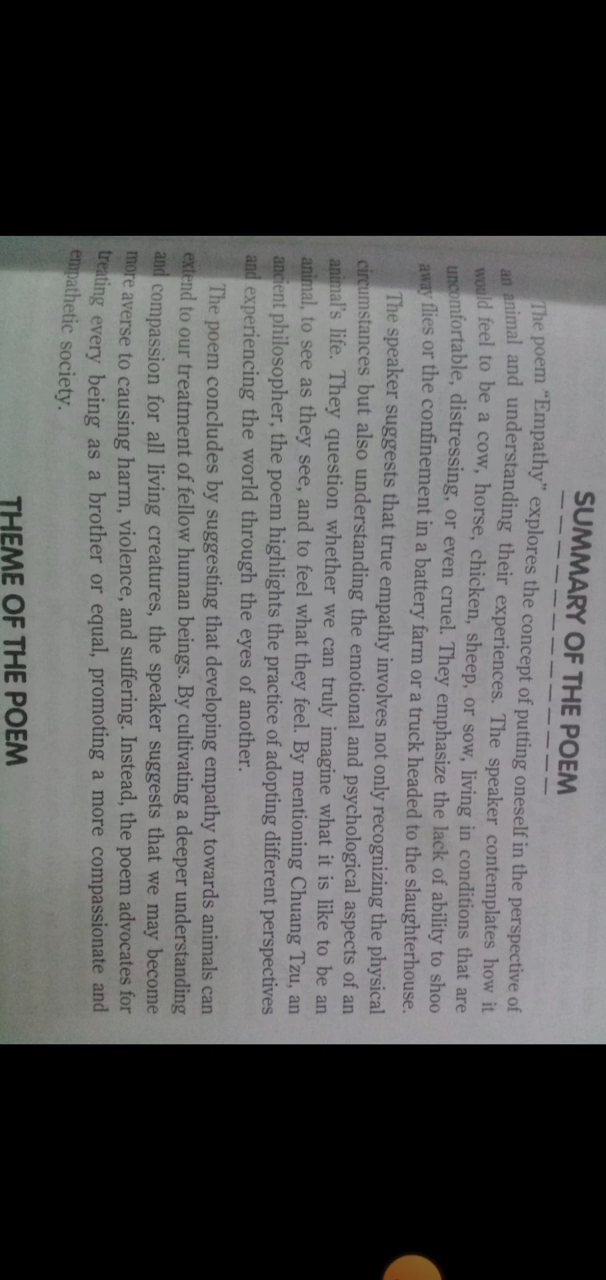 SUMMARY OF THE POEM
The poem "Empathy" explores the concept of putting oneself in the perspective of
an animal and understanding their experiences. The speaker contemplates how it
would feel to be a cow, horse, chicken, sheep, or sow, living in conditions that are
uncomfortable, distressing, or even cruel. They emphasize the lack of ability to shoo
away flies or the confinement in a battery farm or a truck headed to the slaughterhouse.
The speaker suggests that true empathy involves not only recognizing the physical
circumstances but also understanding the emotional and psychological aspects of an
animal's life. They question whether we can truly imagine what it is like to be an
animal, to see as they see, and to feel what they feel. By mentioning Chuang Tzu, an
ancient philosopher, the poem highlights the practice of adopting different perspectives
and experiencing the world through the eyes of another.
The poem concludes by suggesting that developing empathy towards animals can
extend to our treatment of fellow human beings. By cultivating a deeper understanding
and compassion for all living creatures, the speaker suggests that we may become
more averse to causing harm, violence, and suffering. Instead, the poem advocates for
treating every being as a brother or equal, promoting a more compassionate and
empathetic society.
THEME OF THE POEM